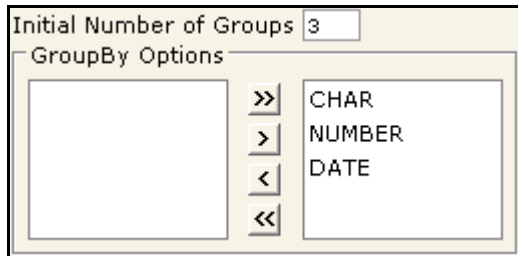 Initial Number of Groups 3
GroupBy Options
>> CHAR
> NUMBER
< DATE
<<